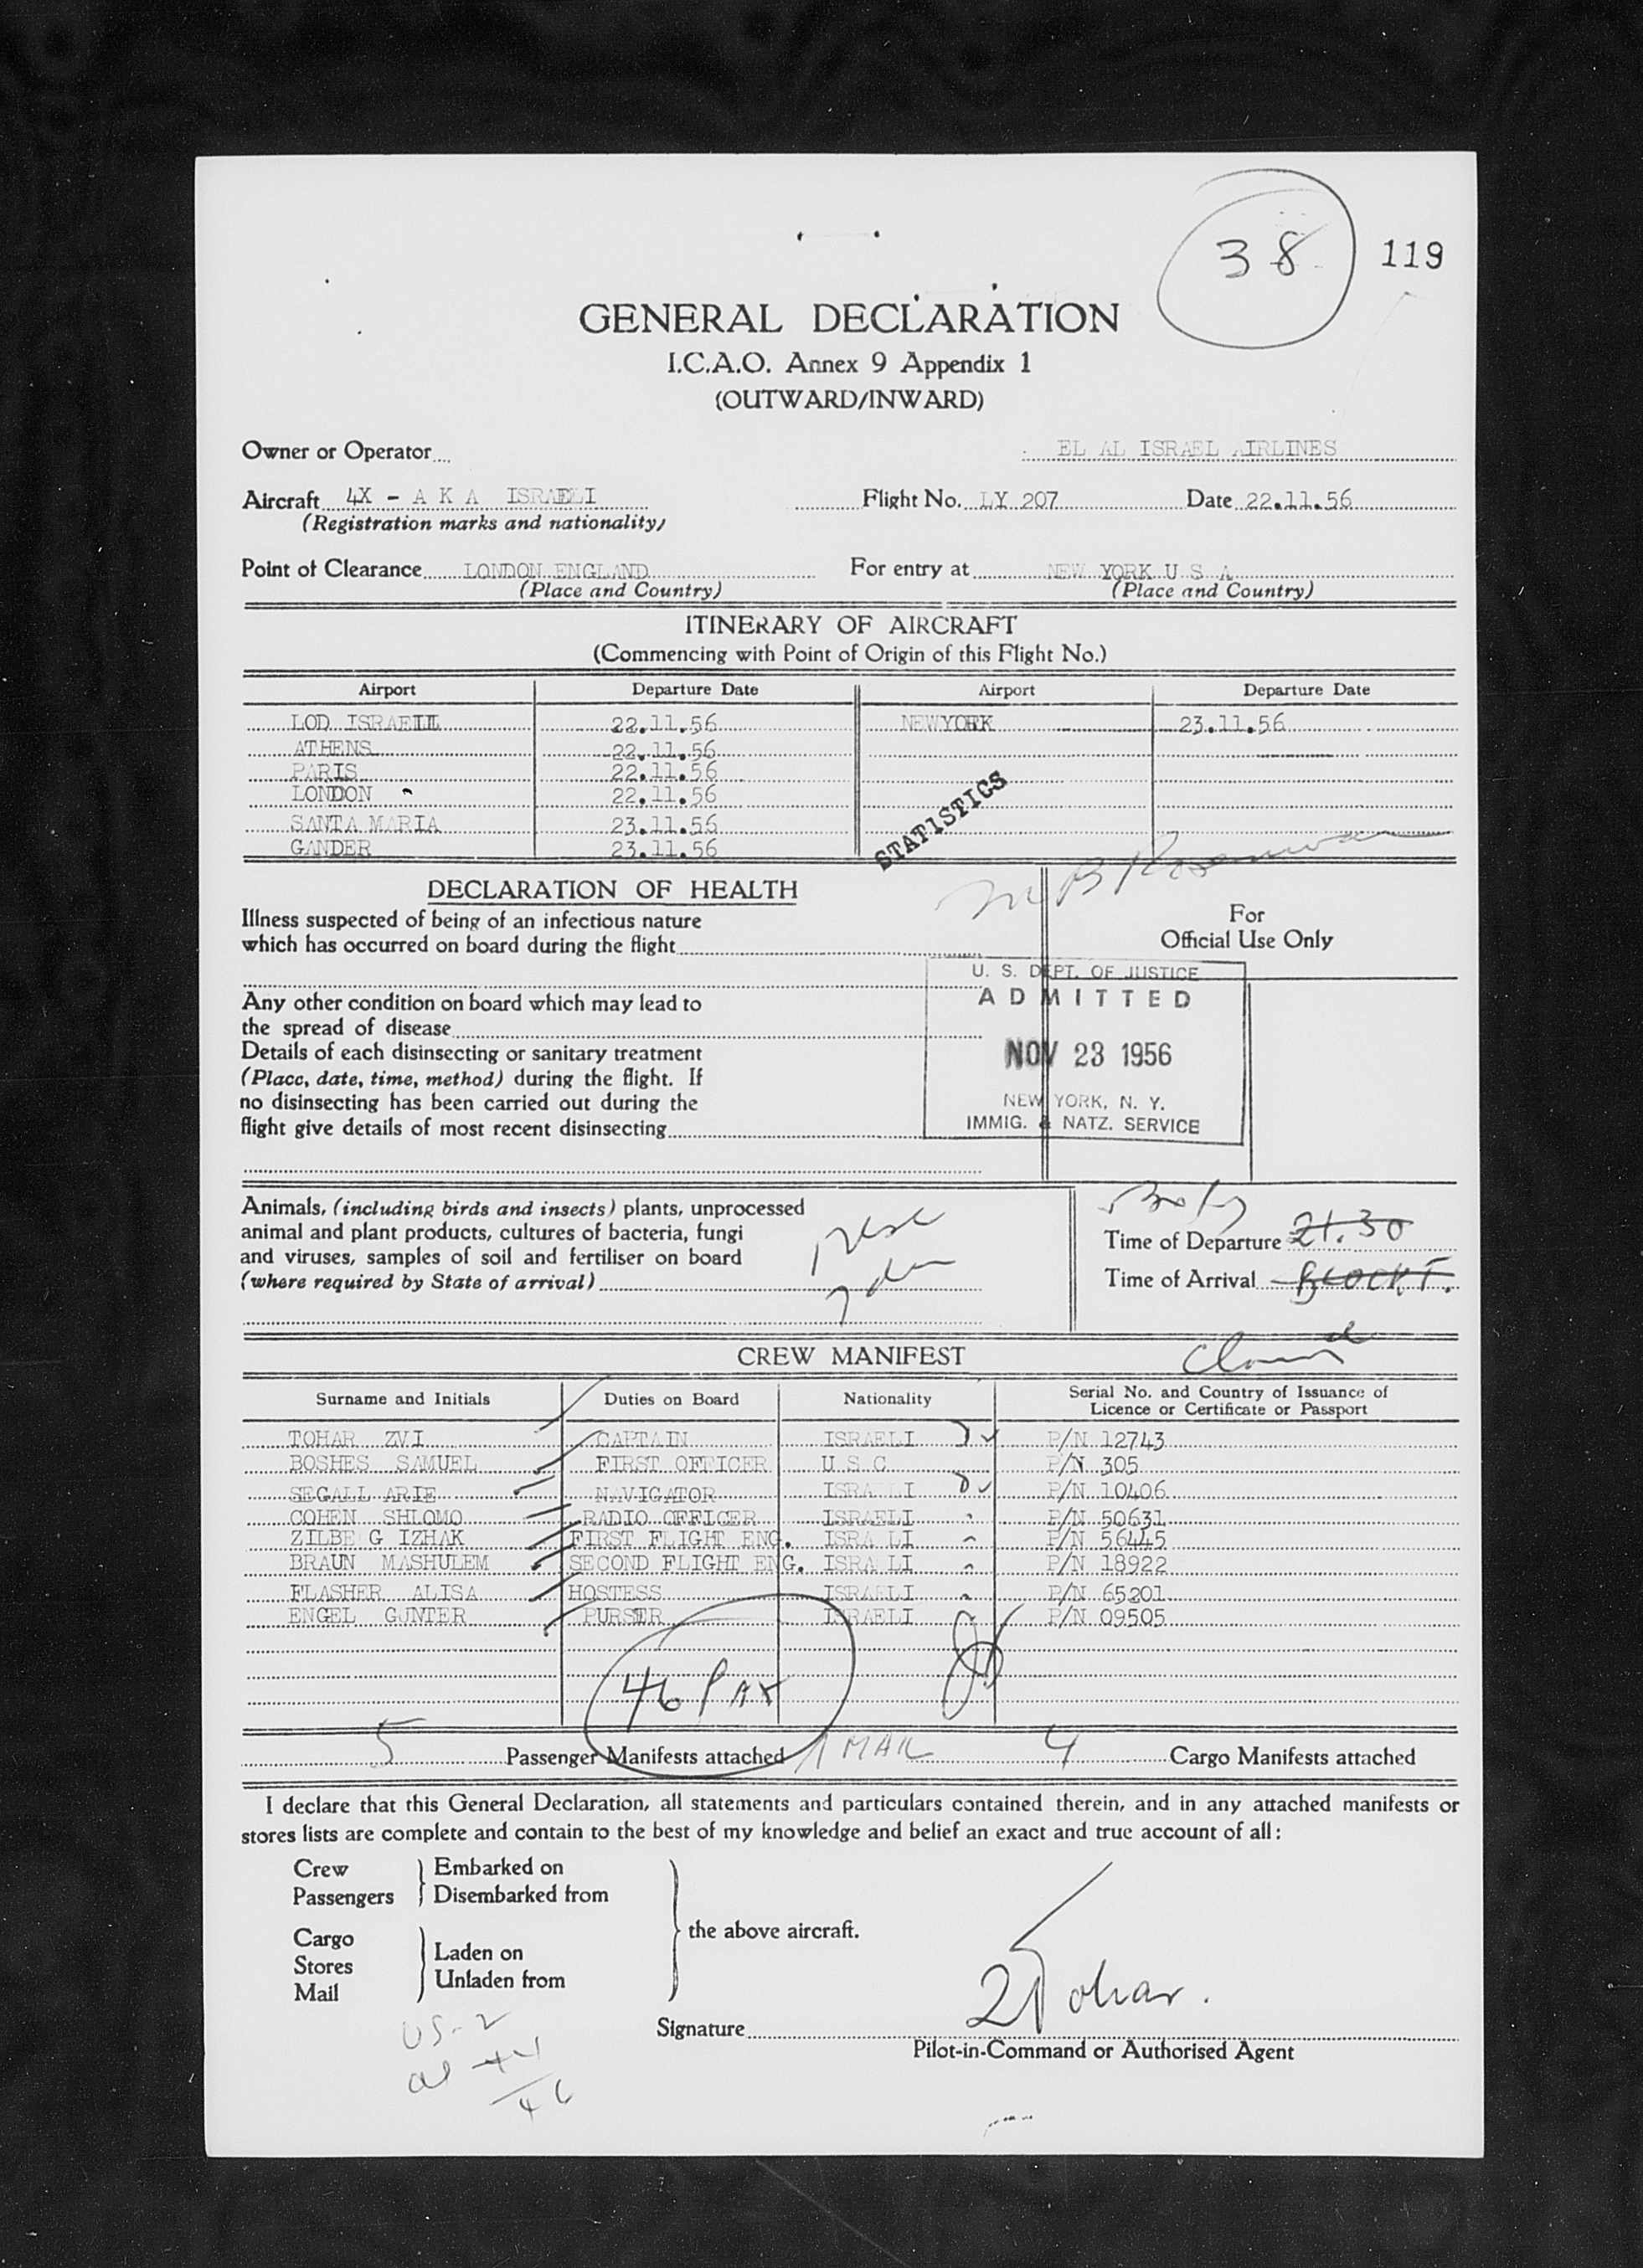 38 119
GENERAL DECLARATION
I.C.A.O. Annex 9 Appendix 1
(OUTWARD/INWARD)
Owner or Operator EL AL ISRAEL AIRLINES
Aircraft 4X - A K A ISRAELI Flight No. LY 207 Date 22.11.56
(Registration marks and nationality)
Point of Clearance LONDON ENGLAND For entry at NEW YORK U S A
(Place and Country) (Place and Country)
ITINERARY OF AIRCRAFT
(Commencing with Point of Origin of this Flight No.)
Airport Departure Date Airport Departure Date
LOD 22.11.56 NEWYORK 23.11.56
ATHENS 22.11.56
PARIS 22.11.56
LONDON 22.11.56
SANTA MARIA 23.11.56
GANDER 23.11.56
STATISTICS
DECLARATION OF HEALTH
Illness suspected of being of an infectious nature
which has occurred on board during the flight
For
Official Use Only
Any other condition on board which may lead to
the spread of disease
Details of each disinsecting or sanitary treatment
(Place, date, time, method) during the flight. If
no disinsecting has been carried out during the
flight give details of most recent disinsecting
U. S. DEPT. OF JUSTICE
ADMITTED
NOV 23 1956
NEW YORK, N. Y.
IMMIG. & NATZ. SERVICE
Animals, (including birds and insects) plants, unprocessed
animal and plant products, cultures of bacteria, fungi
and viruses, samples of soil and fertiliser on board
(where required by State of arrival)
Time of Departure 21.30
Time of Arrival
CREW MANIFEST
Surname and Initials Duties on Board Nationality Serial No. and Country of Issuance of
Licence or Certificate or Passport
TOHAR ZVI CAPTAIN ISRAELI P/N 12743
BOSHES SAMUEL FIRST OFFICER U.S.C. P/N 305
SEGALL ARIE NAVIGATOR ISRA LI P/N 10406
COHEN SHLOMO RADIO OFFICER ISRAELI P/N 50631
ZILBE G IZHAK FIRST FLIGHT ENG. ISRA LI P/N 56445
BRAUN MASHULEM SECOND FLIGHT ENG. ISRA LI P/N 18922
FLASHER ALISA HOSTESS ISRAELI P/N 65201
ENGEL GUNTER PURSER ISRAELI P/N 09505
46 PAX
5 Passenger Manifests attached 1 MAIL 4 Cargo Manifests attached
I declare that this General Declaration, all statements and particulars contained therein, and in any attached manifests or
stores lists are complete and contain to the best of my knowledge and belief an exact and true account of all:
Crew
Passengers
Embarked on
Disembarked from
Cargo
Stores
Mail
Laden on
Unladen from
the above aircraft.
US-2
al 44
46
Signature Z Tohar.
Pilot-in-Command or Authorised Agent